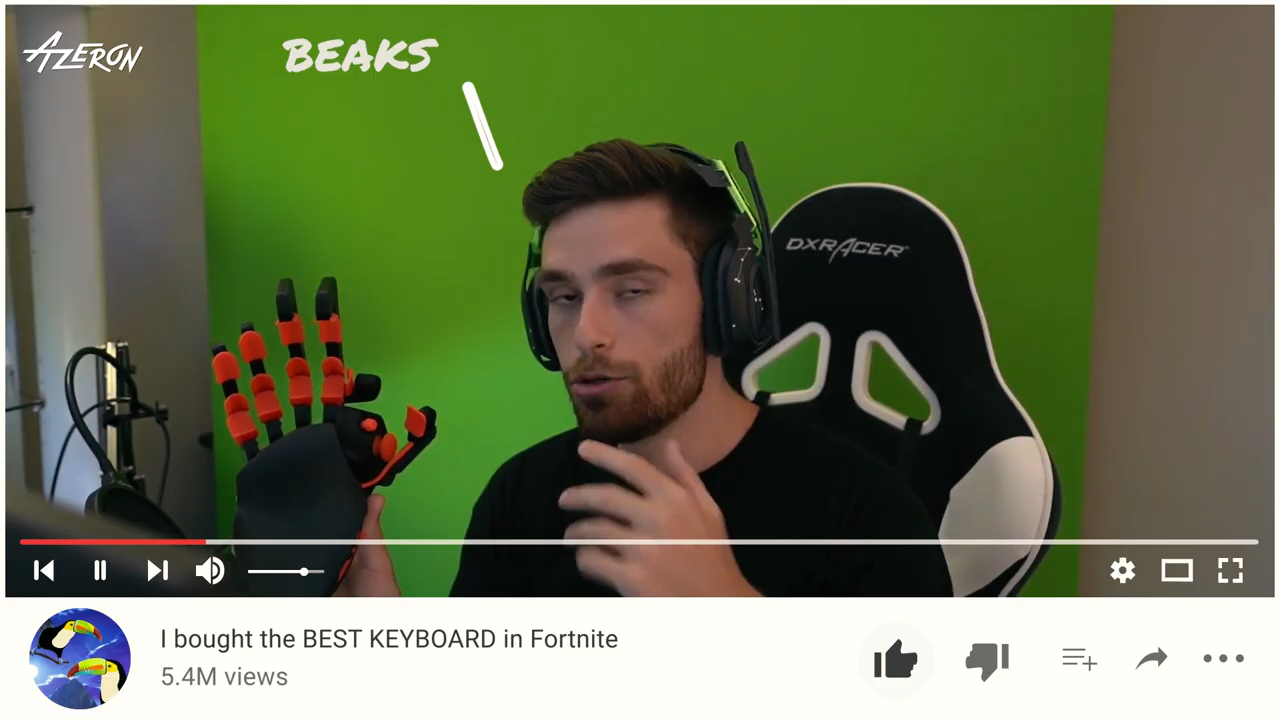 AZERON
BEAKS
DXRACER
I bought the BEST KEYBOARD in Fortnite
5.4M views